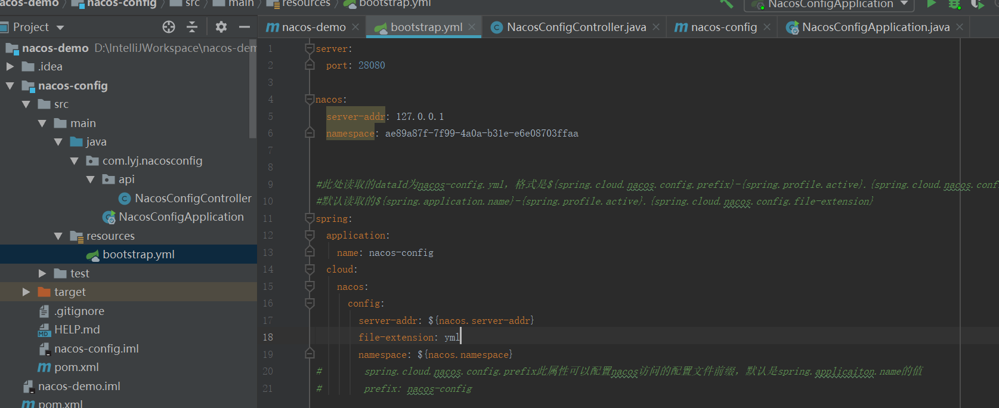 nacos-demo nacos-config src main resources bootstrap.yml NacosConfigApplication
Project nacos-demo bootstrap.yml NacosConfigController.java nacos-config NacosConfigApplication.java
nacos-demo D:\IntelliJWorkspace\nacos-dem
.idea
nacos-config
src
main
java
com.lyj.nacosconfig
api
NacosConfigController
NacosConfigApplication
resources
bootstrap.yml
test
target
.gitignore
HELP.md
nacos-config.iml
pom.xml
nacos-demo.iml
pom.xml
1 server:
2 port: 28080
3
4 nacos:
5 server-addr: 127.0.0.1
6 namespace: ae89a87f-7f99-4a0a-b31e-e6e08703ffaa
7
8
9 #此处读取的dataId为nacos-config.yml，格式是${spring.cloud.nacos.config.prefix}-{spring.profile.active}.{spring.cloud.nacos.conf
10 #默认读取的${spring.application.name}-{spring.profile.active}.{spring.cloud.nacos.config.file-extension}
11 spring:
12 application:
13 name: nacos-config
14 cloud:
15 nacos:
16 config:
17 server-addr: ${nacos.server-addr}
18 file-extension: yml
19 namespace: ${nacos.namespace}
20 # spring.cloud.nacos.config.prefix此属性可以配置nacos访问的配置文件前缀，默认是spring.applicaiton.name的值
21 # prefix: nacos-config